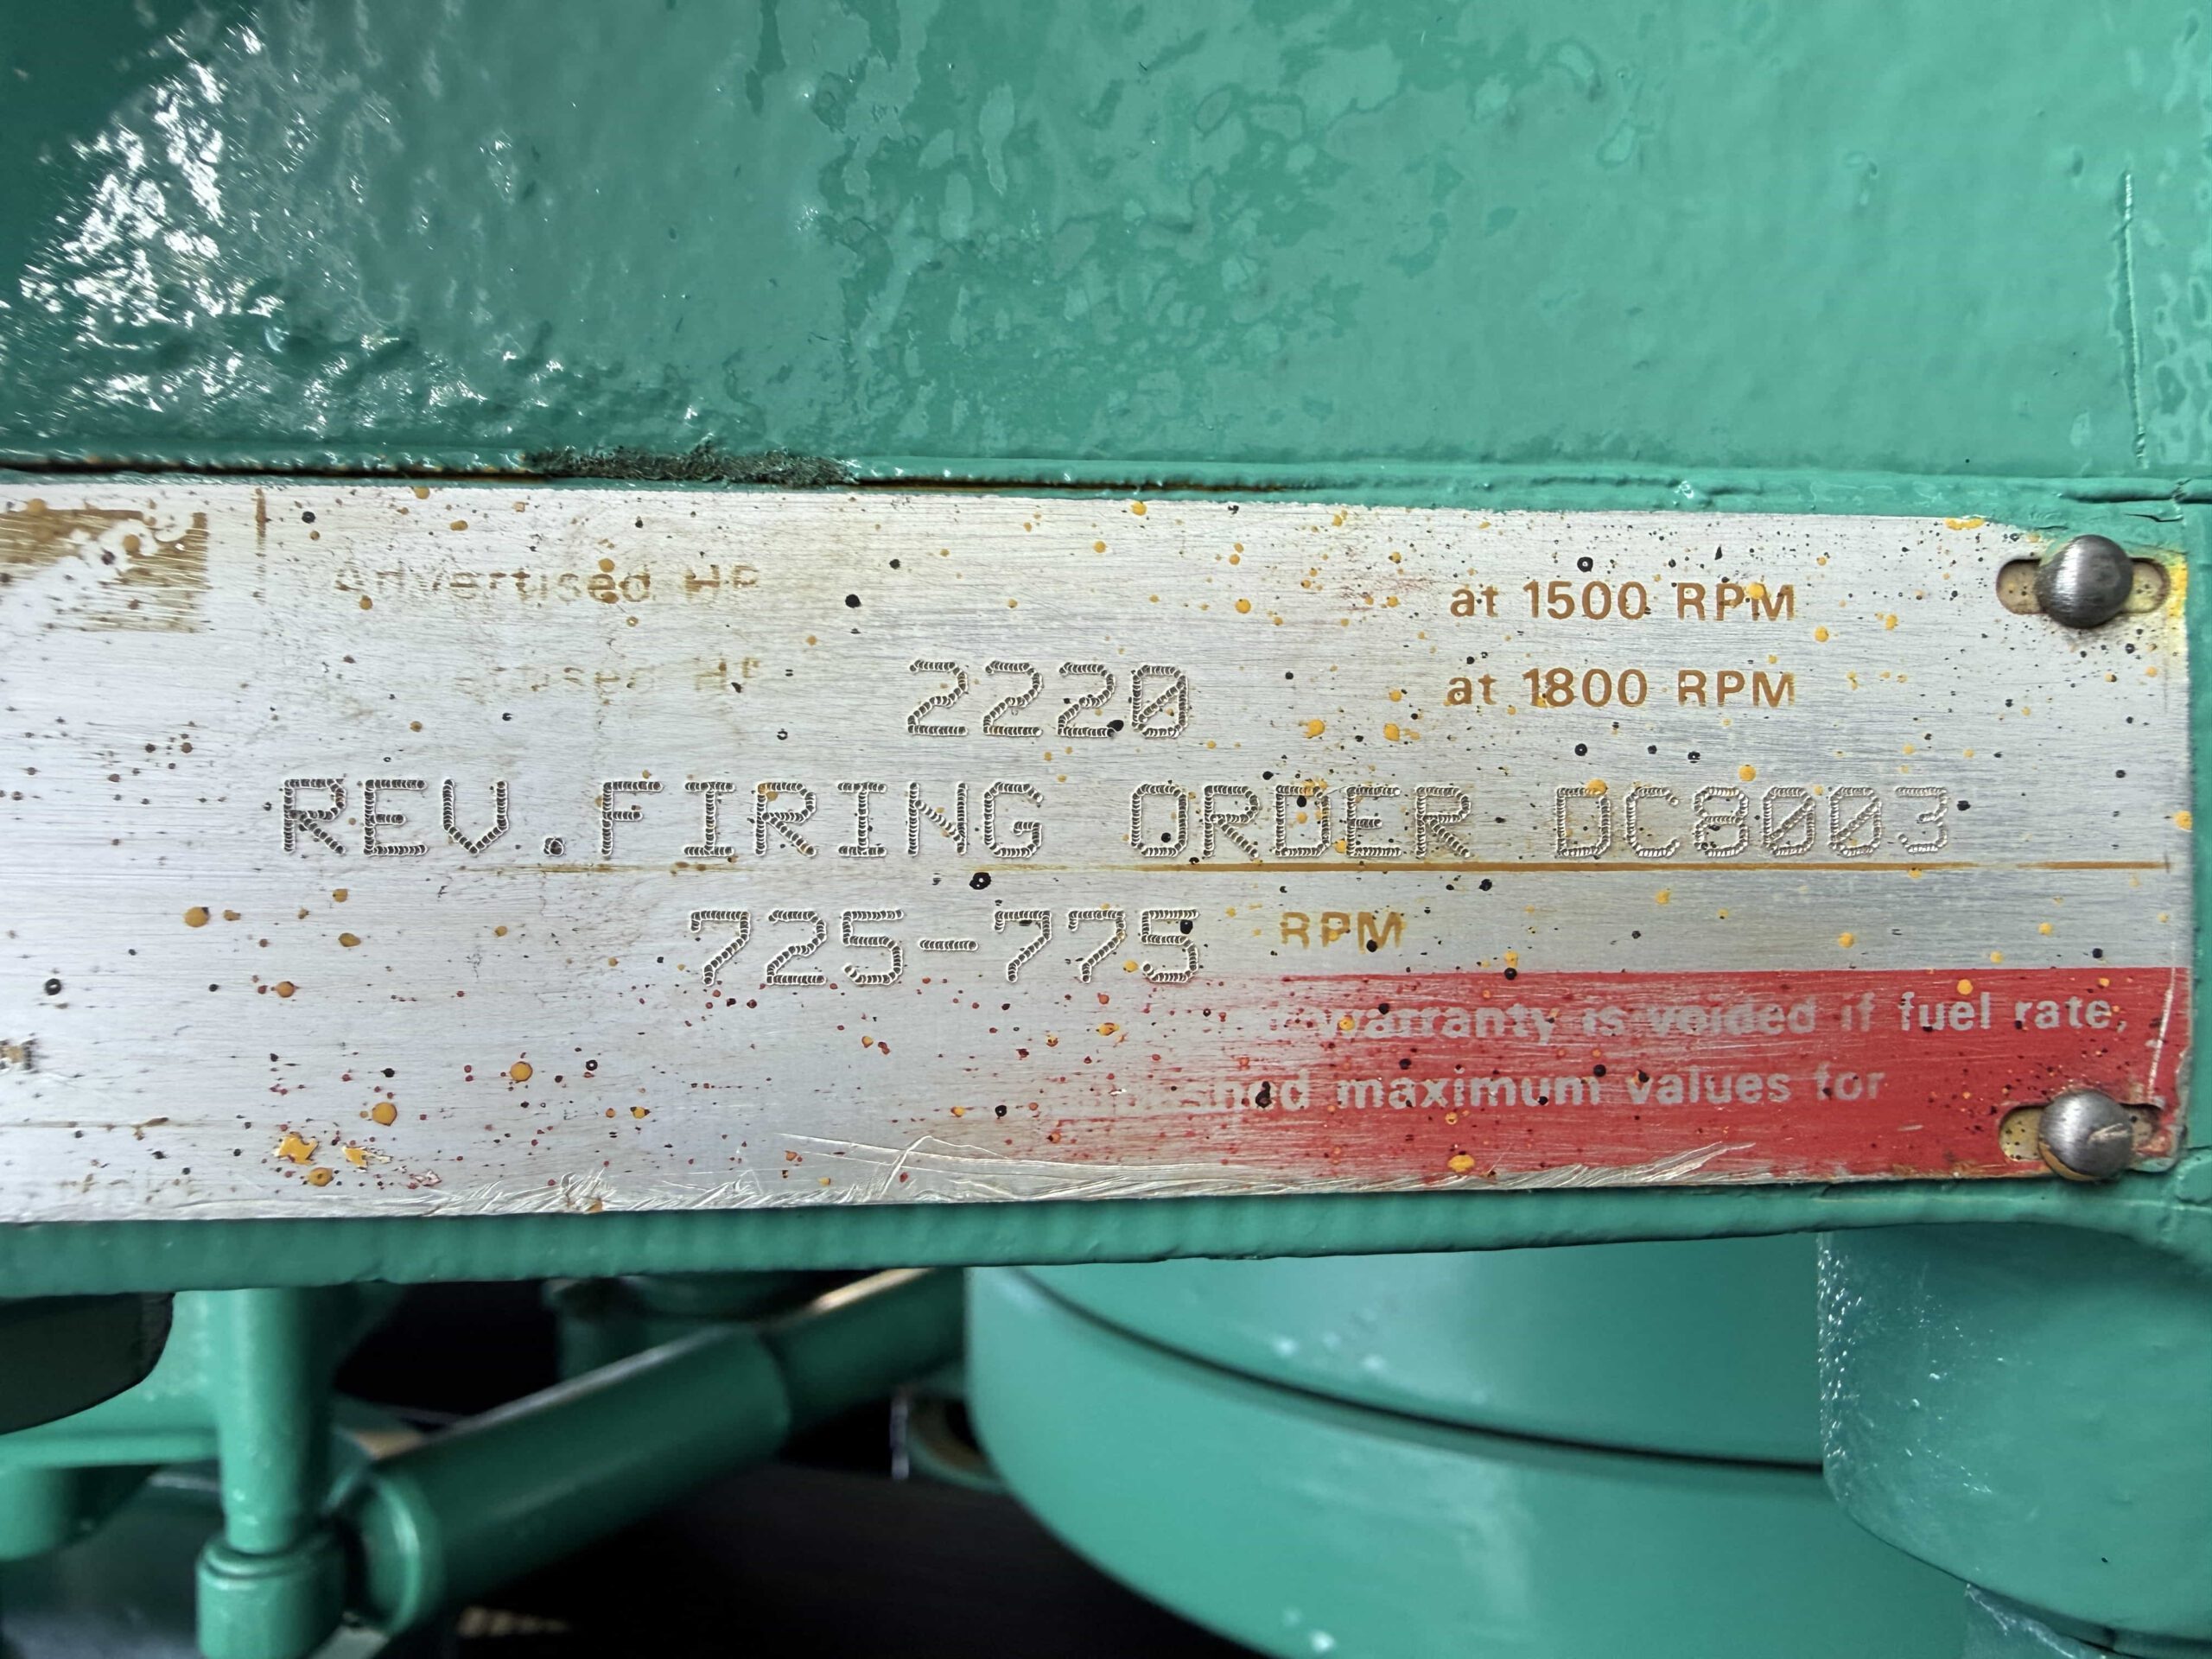 Advertised HP at 1500 RPM
HP 2220 at 1800 RPM
REV.FIRING ORDER DC8003
725-775 RPM
warranty is voided if fuel rate,
maximum values for